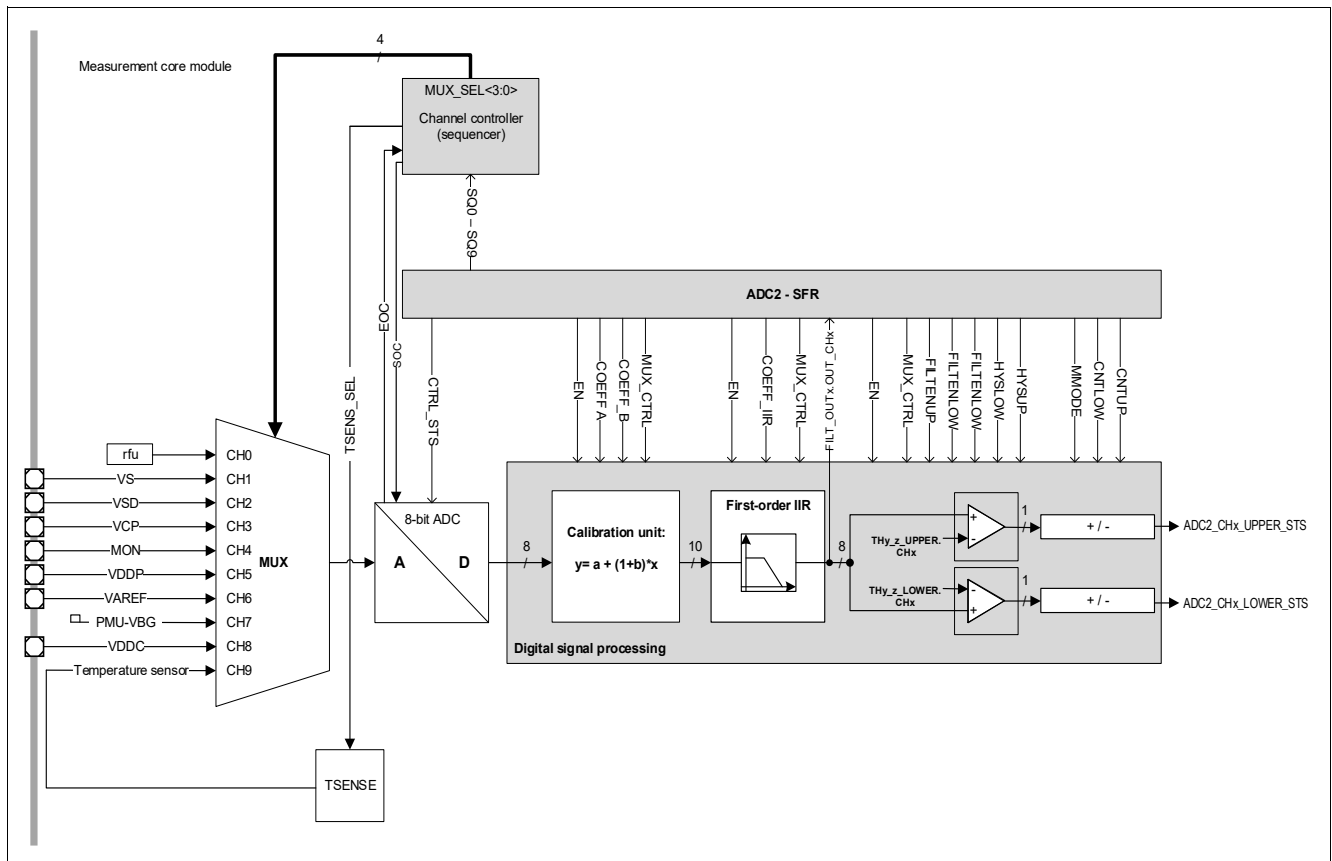 4
Measurement core module
MUX_SEL<3:0>
Channel controller
(sequencer)
SQ0 – SQ9
ADC2 - SFR
TSENS_SEL
EOC
SOC
CTRL_STS
EN
COEFF A
COEFF_B
MUX_CTRL
EN
COEFF_IIR
MUX_CTRL
FILT_OUTx.OUT_CHx
EN
MUX_CTRL
FILTENUP
FILTENLOW
FILTENLOW
HYSLOW
HYSUP
MMODE
CNTLOW
CNTUP
rfu
CH0
VS
CH1
VSD
CH2
VCP
CH3
MON
CH4
VDDP
CH5
VAREF
CH6
PMU-VBG
CH7
VDDC
CH8
Temperature sensor
CH9
MUX
8-bit ADC
A
D
8
Calibration unit:
y= a + (1+b)*x
10
First-order IIR
8
THy_z_UPPER.
CHx
+
-
1
+ / -
ADC2_CHx_UPPER_STS
THy_z_LOWER.
CHx
-
+
1
+ / -
ADC2_CHx_LOWER_STS
Digital signal processing
TSENSE